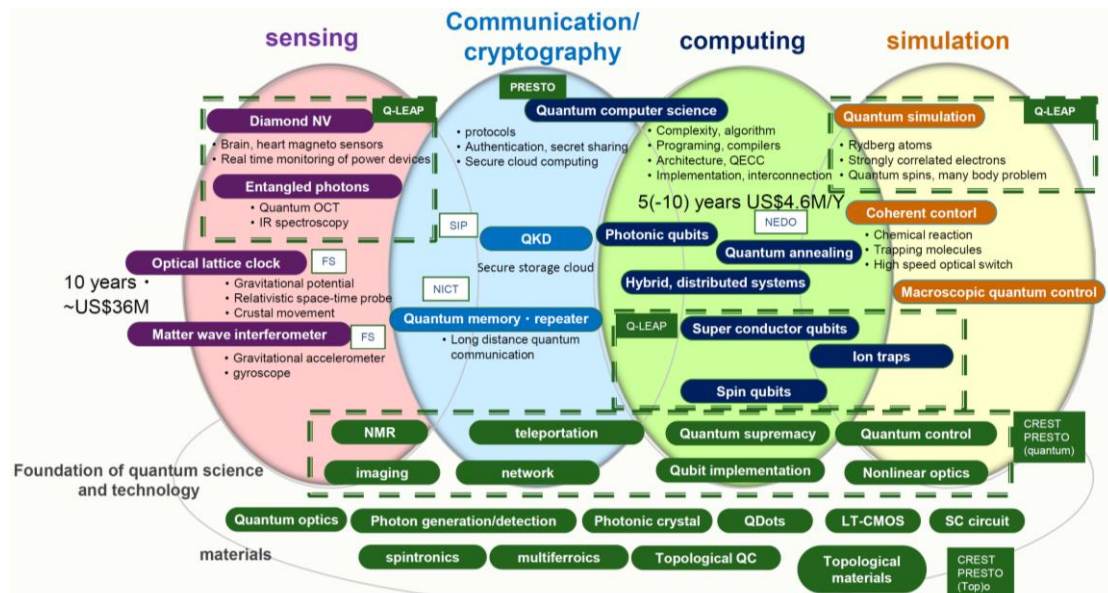 sensing
Communication/
cryptography
computing
simulation
PRESTO
Q-LEAP
Diamond NV
• Brain, heart magneto sensors
• Real time monitoring of power devices
Entangled photons
• Quantum OCT
• IR spectroscopy
Quantum computer science
• protocols
• Authentication, secret sharing
• Secure cloud computing
• Complexity, algorithm
• Programing, compilers
• Architecture, QECC
• Implementation, interconnection
Quantum simulation
Q-LEAP
• Rydberg atoms
• Strongly correlated electrons
• Quantum spins, many body problem
5(-10) years US$4.6M/Y
SIP
NEDO
QKD
Secure storage cloud
Photonic qubits
Quantum annealing
Hybrid, distributed systems
Coherent contorl
• Chemical reaction
• Trapping molecules
• High speed optical switch
Macroscopic quantum control
10 years・
~US$36M
Optical lattice clock
FS
• Gravitational potential
• Relativistic space-time probe
• Crustal movement
Matter wave interferometer
FS
• Gravitational accelerometer
• gyroscope
NICT
Quantum memory・repeater
• Long distance quantum
communication
Q-LEAP
Super conductor qubits
Ion traps
Spin qubits
NMR
teleportation
Quantum supremacy
Quantum control
CREST
PRESTO
(quantum)
Foundation of quantum science
and technology
imaging
network
Qubit implementation
Nonlinear optics
Quantum optics
Photon generation/detection
Photonic crystal
QDots
LT-CMOS
SC circuit
materials
spintronics
multiferroics
Topological QC
Topological
materials
CREST
PRESTO
(Top)o